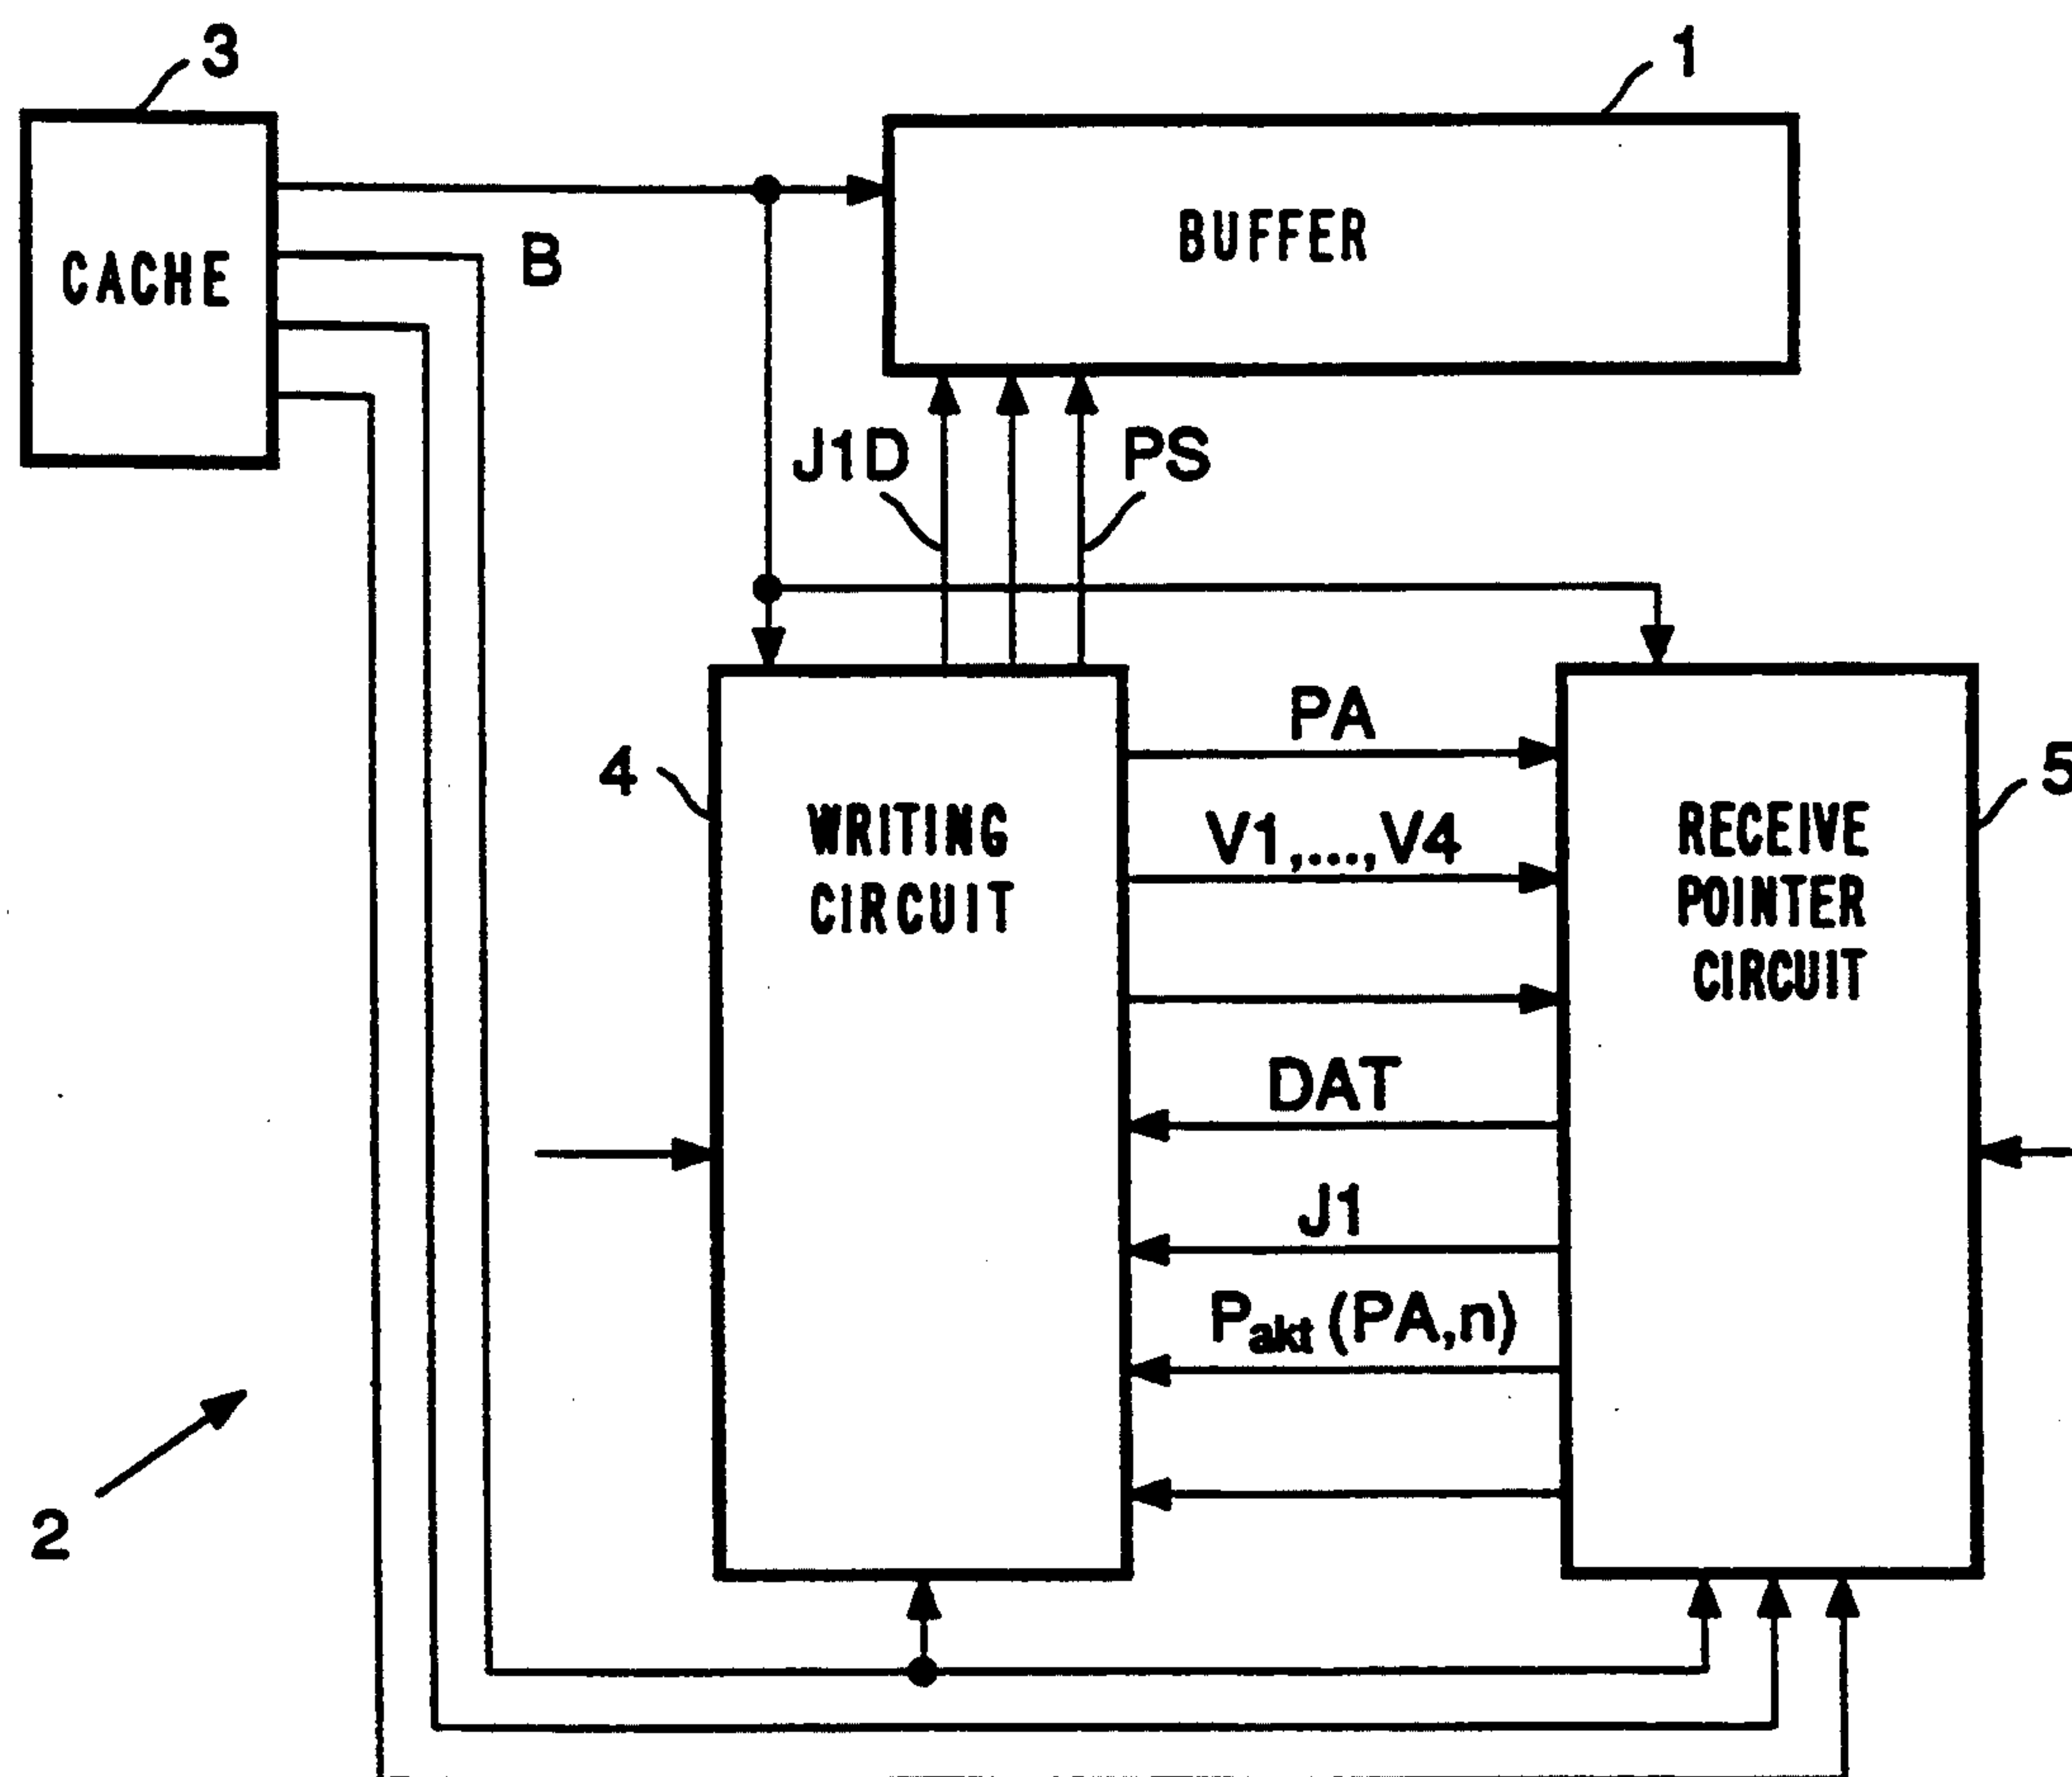 3
1
CACHE
BUFFER
B
J1D
PS
4
5
PA
WRITING
CIRCUIT
V1,....,V4
RECEIVE
POINTER
CIRCUIT
DAT
J1
Pakt (PA,n)
2